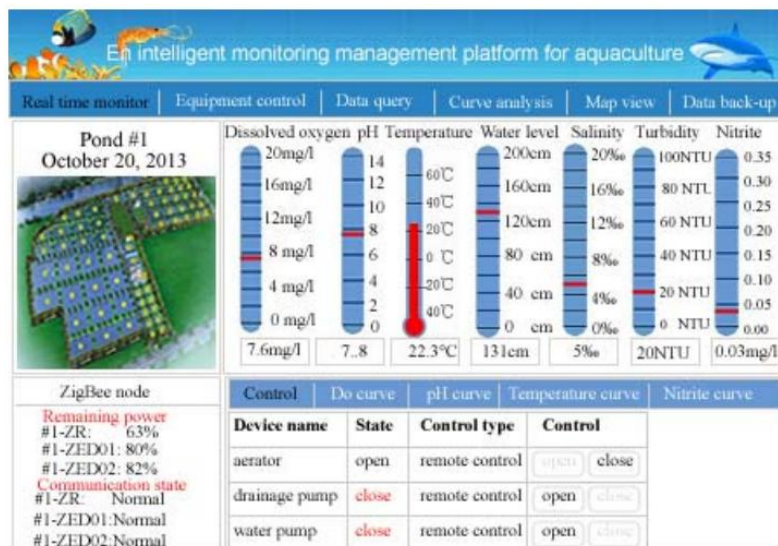 En intelligent monitoring management platform for aquaculture
Real time monitor Equipment control Data query Curve analysis Map view Data back-up
Pond #1
October 20, 2013
Dissolved oxygen pH Temperature Water level Salinity Turbidity Nitrite
20mg/l
16mg/l
12mg/l
8 mg/l
4 mg/l
0 mg/l
14
12
10
8
6
4
2
0
60℃
40℃
20℃
0 ℃
20℃
40℃
200cm
160cm
120cm
80 cm
40 cm
0 cm
20‰
16‰
12‰
8‰
4‰
0‰
100NTU
80 NTU
60 NTU
40 NTU
20 NTU
0 NTU
0.35
0.30
0.25
0.20
0.15
0.10
0.05
0.00
7.6mg/l 7..8 22.3℃ 131cm 5‰ 20NTU 0.03mg/l
ZigBee node
Remaining power
#1-ZR: 63%
#1-ZED01: 80%
#1-ZED02: 82%
Communication state
#1-ZR: Normal
#1-ZED01:Normal
#1-ZED02:Normal
Control Do curve pH curve Temperature curve Nitrite curve
Device name State Control type Control
aerator open remote control open close
drainage pump close remote control open close
water pump close remote control open close